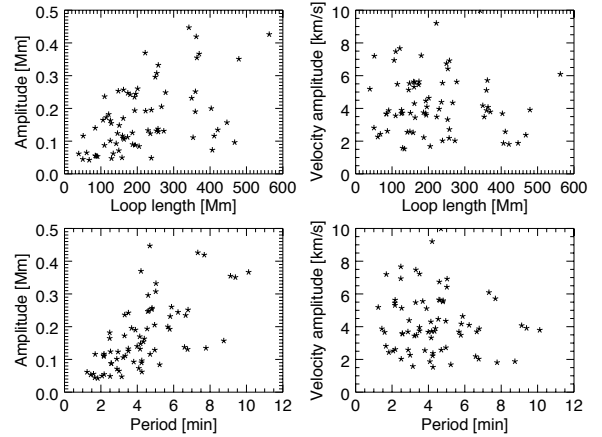 0.5
0.4
0.3
0.2
0.1
0.0
Amplitude [Mm]
0 100 200 300 400 500 600
Loop length [Mm]
10
8
6
4
2
0
Velocity amplitude [km/s]
0 100 200 300 400 500 600
Loop length [Mm]
0.5
0.4
0.3
0.2
0.1
0.0
Amplitude [Mm]
0 2 4 6 8 10 12
Period [min]
10
8
6
4
2
0
Velocity amplitude [km/s]
0 2 4 6 8 10 12
Period [min]